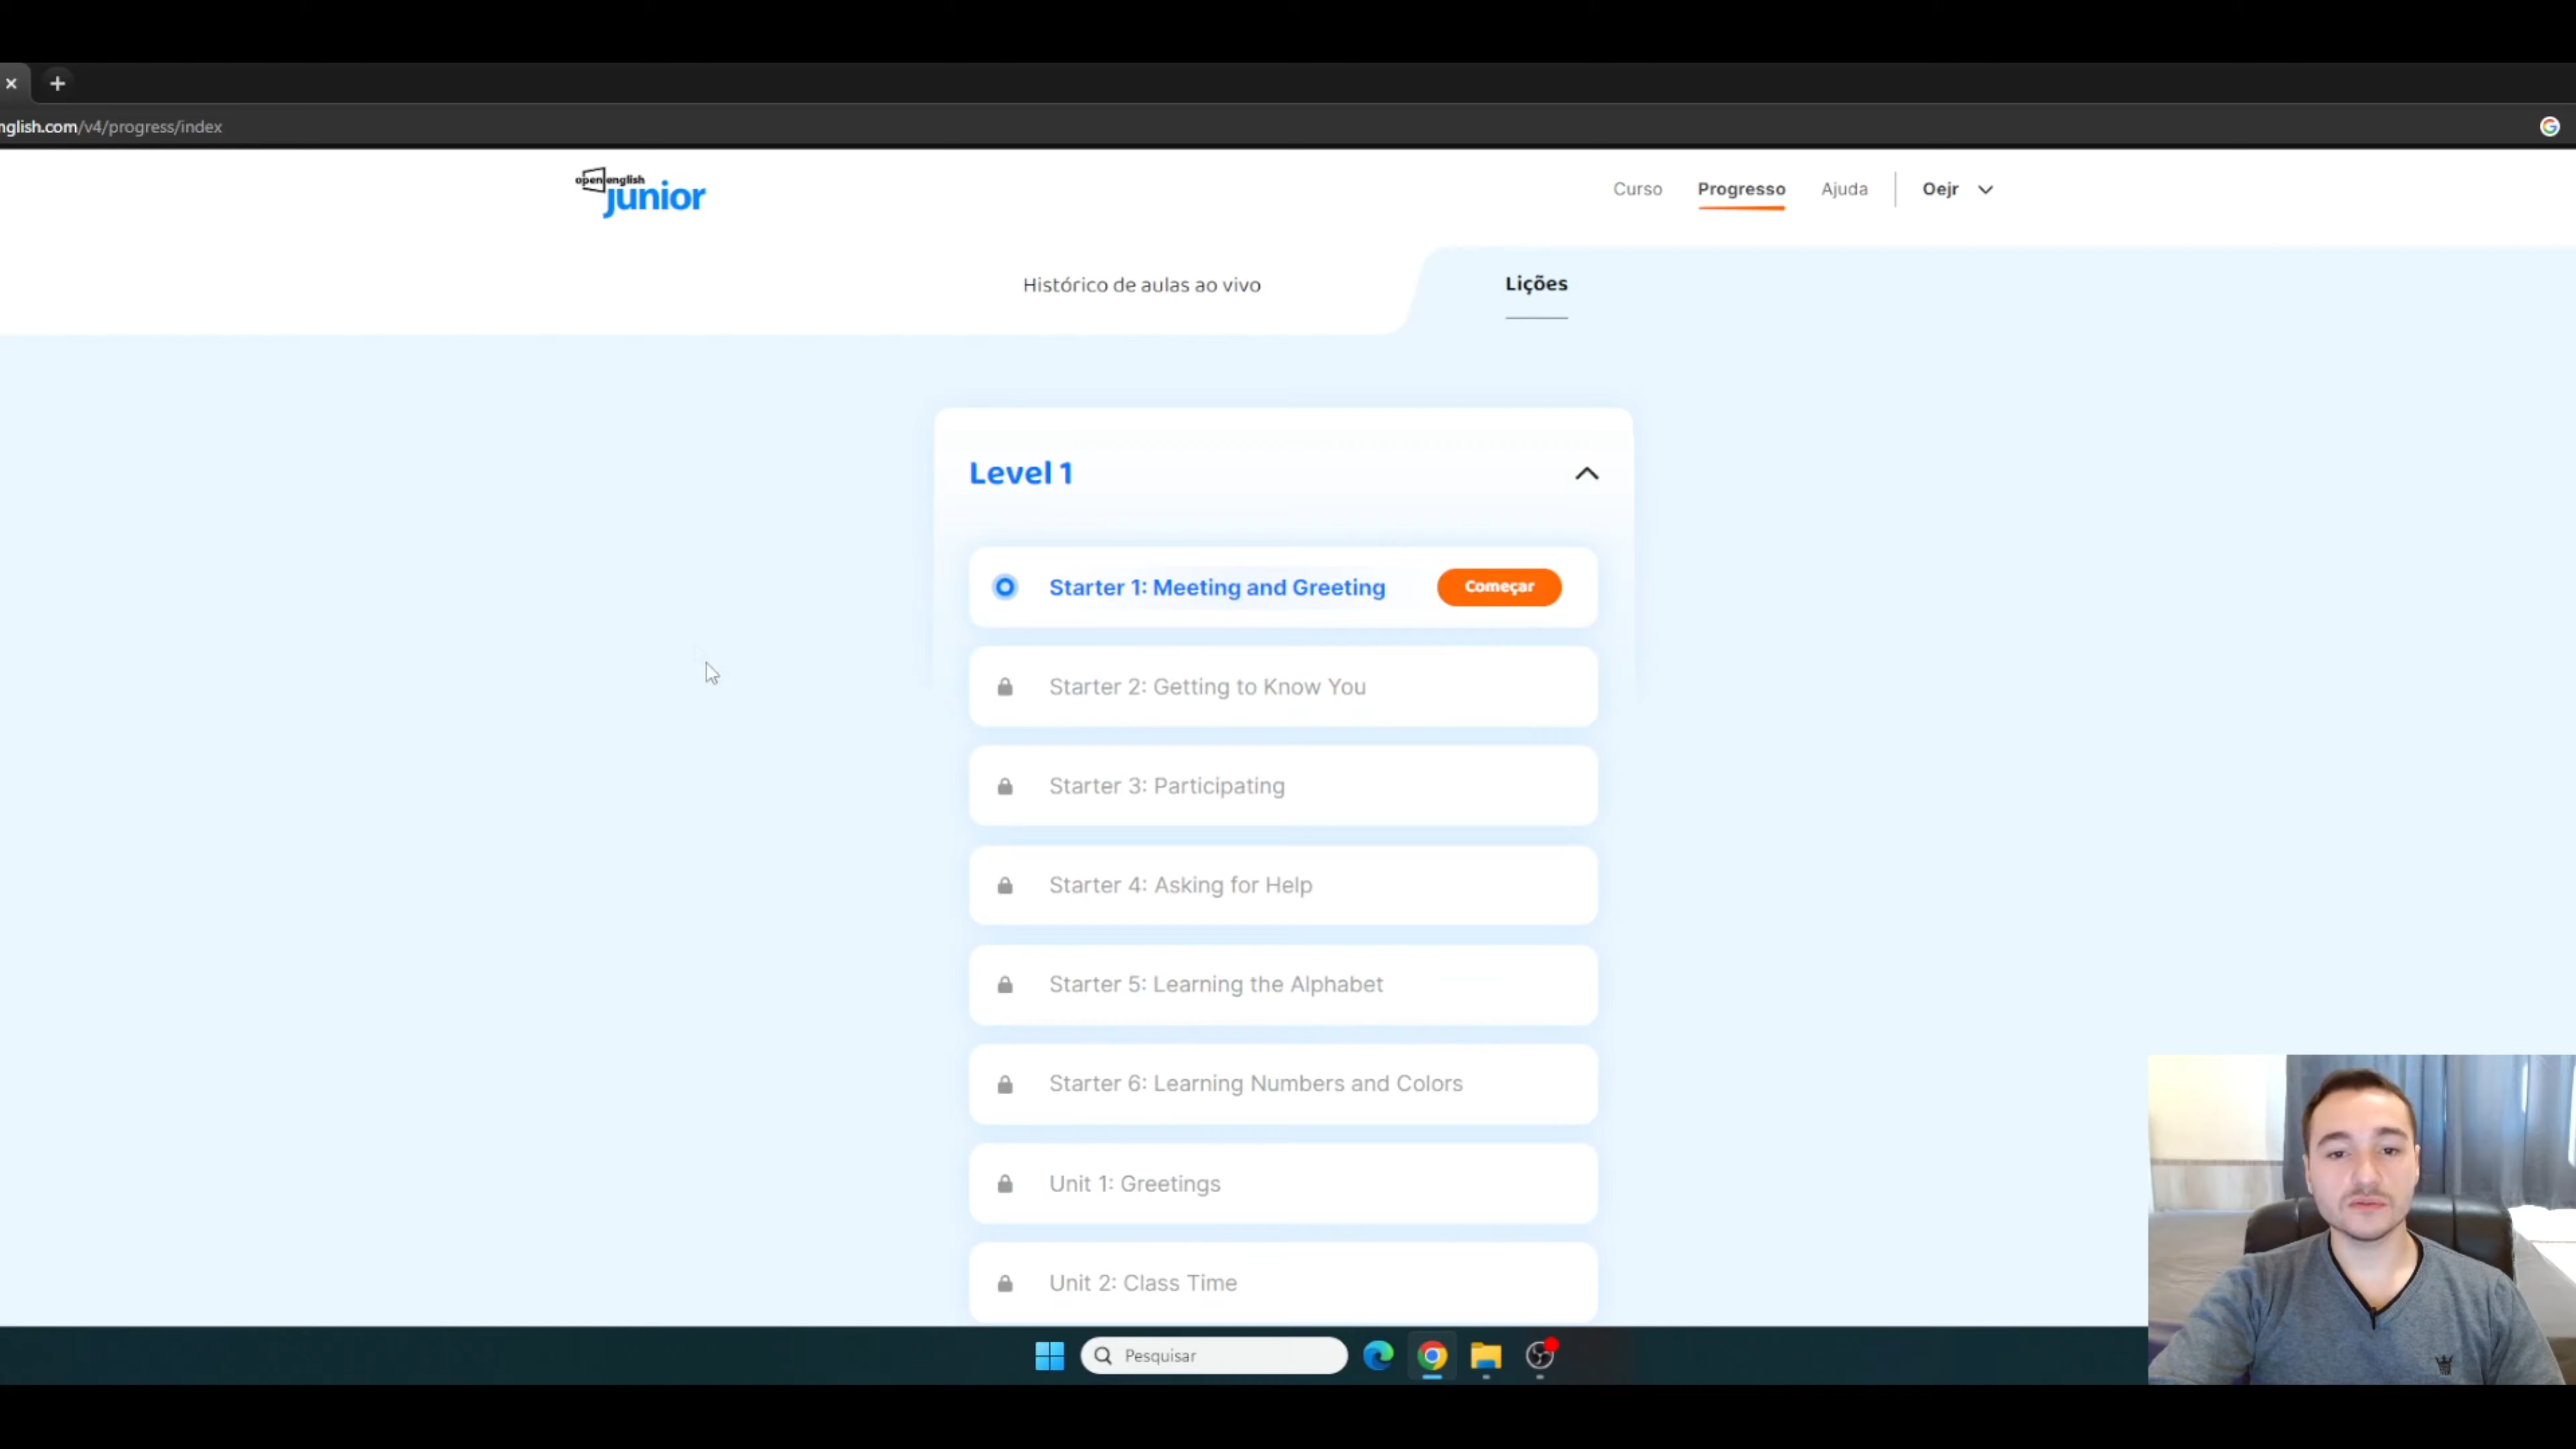 nglish.com/v4/progress/index
open english
junior
Curso
Progresso
Ajuda
Oejr
Histórico de aulas ao vivo
Lições
Level 1
Starter 1: Meeting and Greeting
Começar
Starter 2: Getting to Know You
Starter 3: Participating
Starter 4: Asking for Help
Starter 5: Learning the Alphabet
Starter 6: Learning Numbers and Colors
Unit 1: Greetings
Unit 2: Class Time
Pesquisar